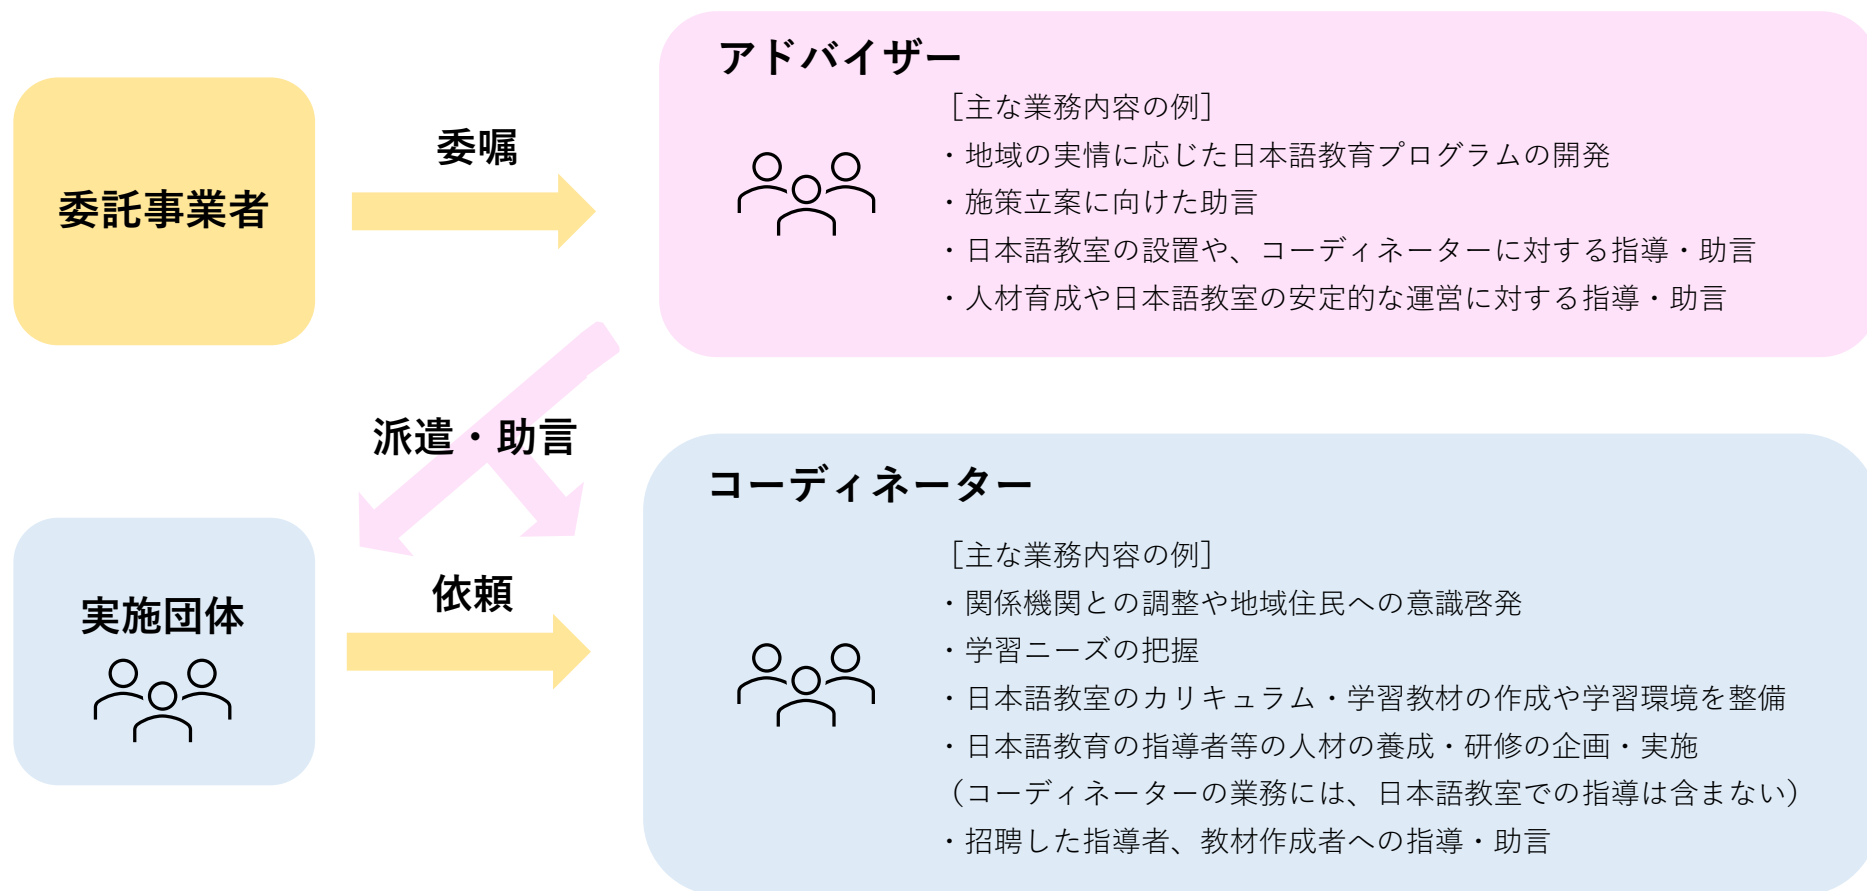 委託事業者
委嘱
アドバイザー
［主な業務内容の例］
・地域の実情に応じた日本語教育プログラムの開発
・施策立案に向けた助言
・日本語教室の設置や、コーディネーターに対する指導・助言
・人材育成や日本語教室の安定的な運営に対する指導・助言
派遣・助言
実施団体
依頼
コーディネーター
［主な業務内容の例］
・関係機関との調整や地域住民への意識啓発
・学習ニーズの把握
・日本語教室のカリキュラム・学習教材の作成や学習環境を整備
・日本語教育の指導者等の人材の養成・研修の企画・実施
（コーディネーターの業務には、日本語教室での指導は含まない）
・招聘した指導者、教材作成者への指導・助言